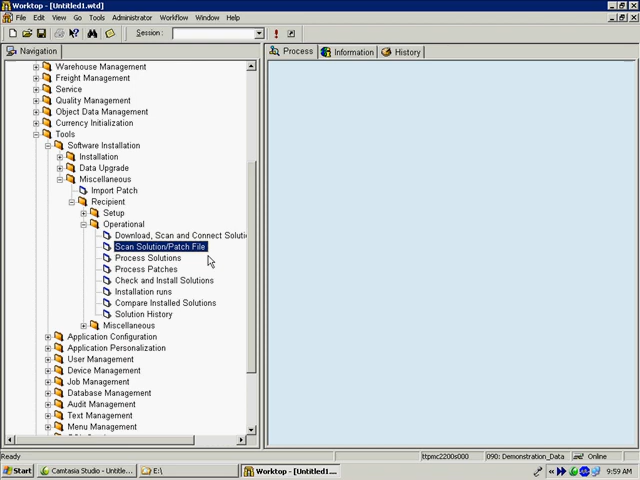 Worktop - [Untitled1.wtd]
File Edit View Go Tools Administrator Workflow Window Help
Session:
Navigation
Process Information History
Warehouse Management
Freight Management
Service
Quality Management
Object Data Management
Currency Initialization
Tools
Software Installation
Installation
Data Upgrade
Miscellaneous
Import Patch
Recipient
Setup
Operational
Download, Scan and Connect Solutio
Scan Solution/Patch File
Process Solutions
Process Patches
Check and Install Solutions
Installation runs
Compare Installed Solutions
Solution History
Miscellaneous
Application Configuration
Application Personalization
User Management
Device Management
Job Management
Database Management
Audit Management
Text Management
Menu Management
Ready
ttpmc2200s000 090: Demonstration_Data Online
Start Camtasia Studio - Untitle... E:\ Worktop - [Untitled1... 9:59 AM